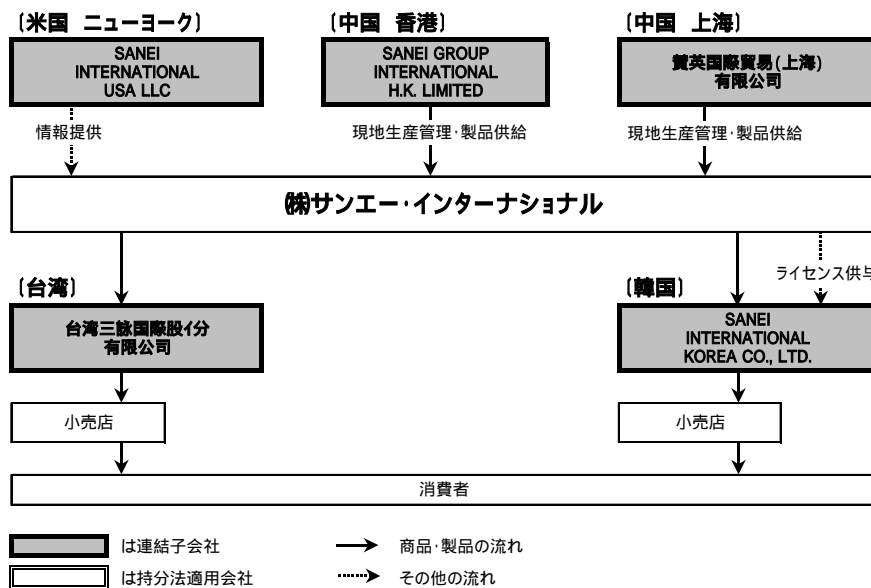 〔米国 ニューヨーク〕
〔中国 香港〕
〔中国 上海〕
SANEI
INTERNATIONAL
USA LLC
SANEI GROUP
INTERNATIONAL
H.K. LIMITED
賛英国際貿易(上海)
有限公司
情報提供
現地生産管理・製品供給
現地生産管理・製品供給
㈱サンエー・インターナショナル
ライセンス供与
〔台湾〕
〔韓国〕
台湾三詠国際股イ分
有限公司
SANEI
INTERNATIONAL
KOREA CO., LTD.
小売店
小売店
消費者
は連結子会社
商品・製品の流れ
は持分法適用会社
その他の流れ